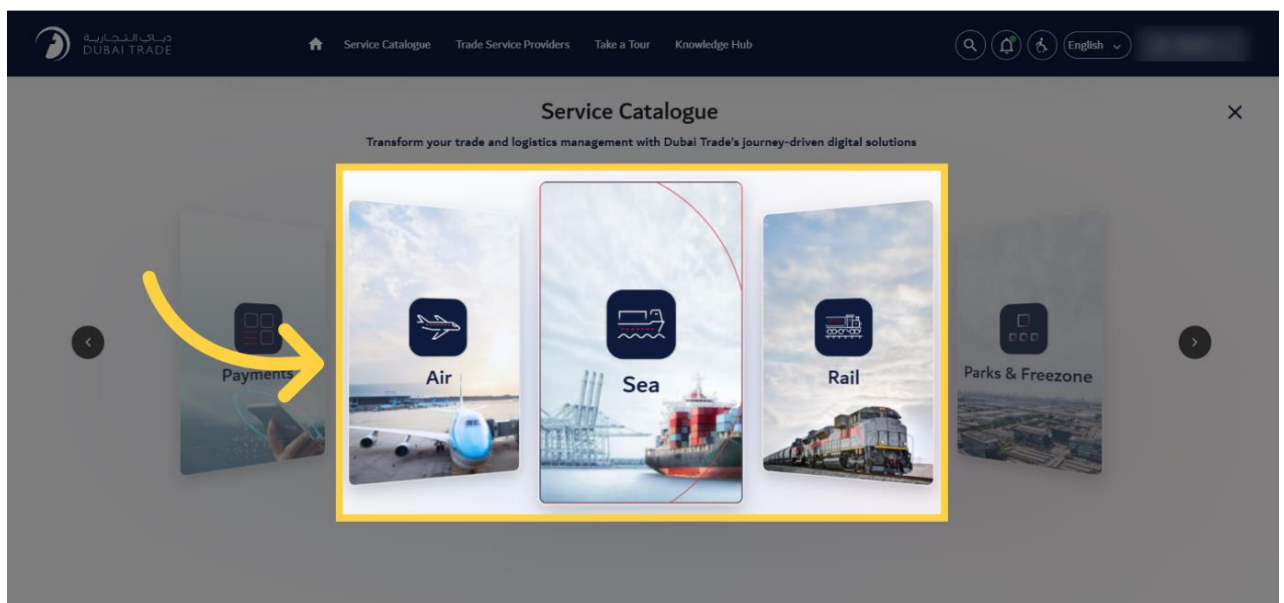 دبـــي التـجـاريـة
DUBAI TRADE
Service Catalogue
Trade Service Providers
Take a Tour
Knowledge Hub
English
Service Catalogue
Transform your trade and logistics management with Dubai Trade's journey-driven digital solutions
Payments
Air
Sea
Rail
Parks & Freezone